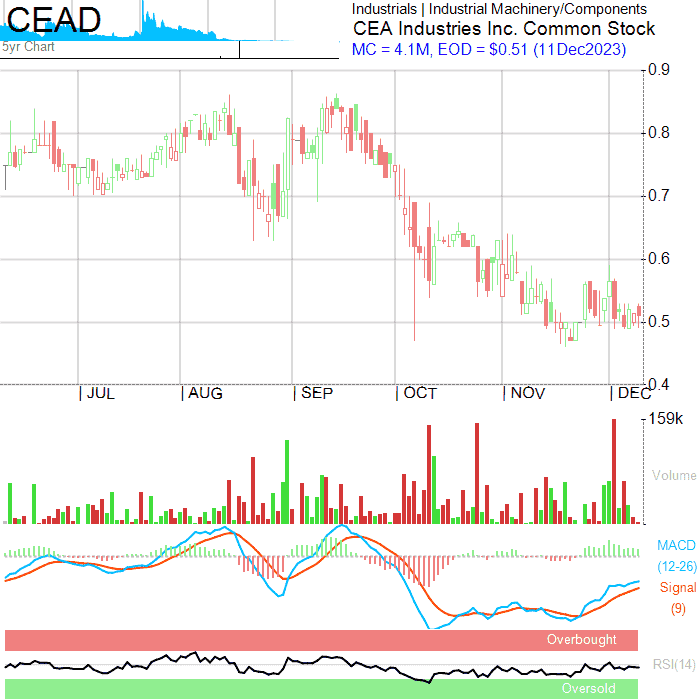 CEAD
5yr Chart
Industrials | Industrial Machinery/Components
CEA Industries Inc. Common Stock
MC = 4.1M, EOD = $0.51 (11Dec2023)
0.9
0.8
0.7
0.6
0.5
0.4
| JUL | AUG | SEP | OCT | NOV | DEC
159k
Volume
MACD
(12-26)
Signal
(9)
Overbought
RSI(14)
Oversold